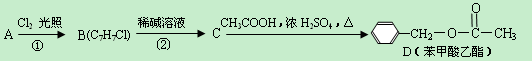 A Cl₂ 光照 ① B(C₇H₇Cl) 稀碱溶液 ② C CH₃COOH，浓H₂SO₄，△ CH₂ O C O CH₃
D（苯甲酸乙酯）